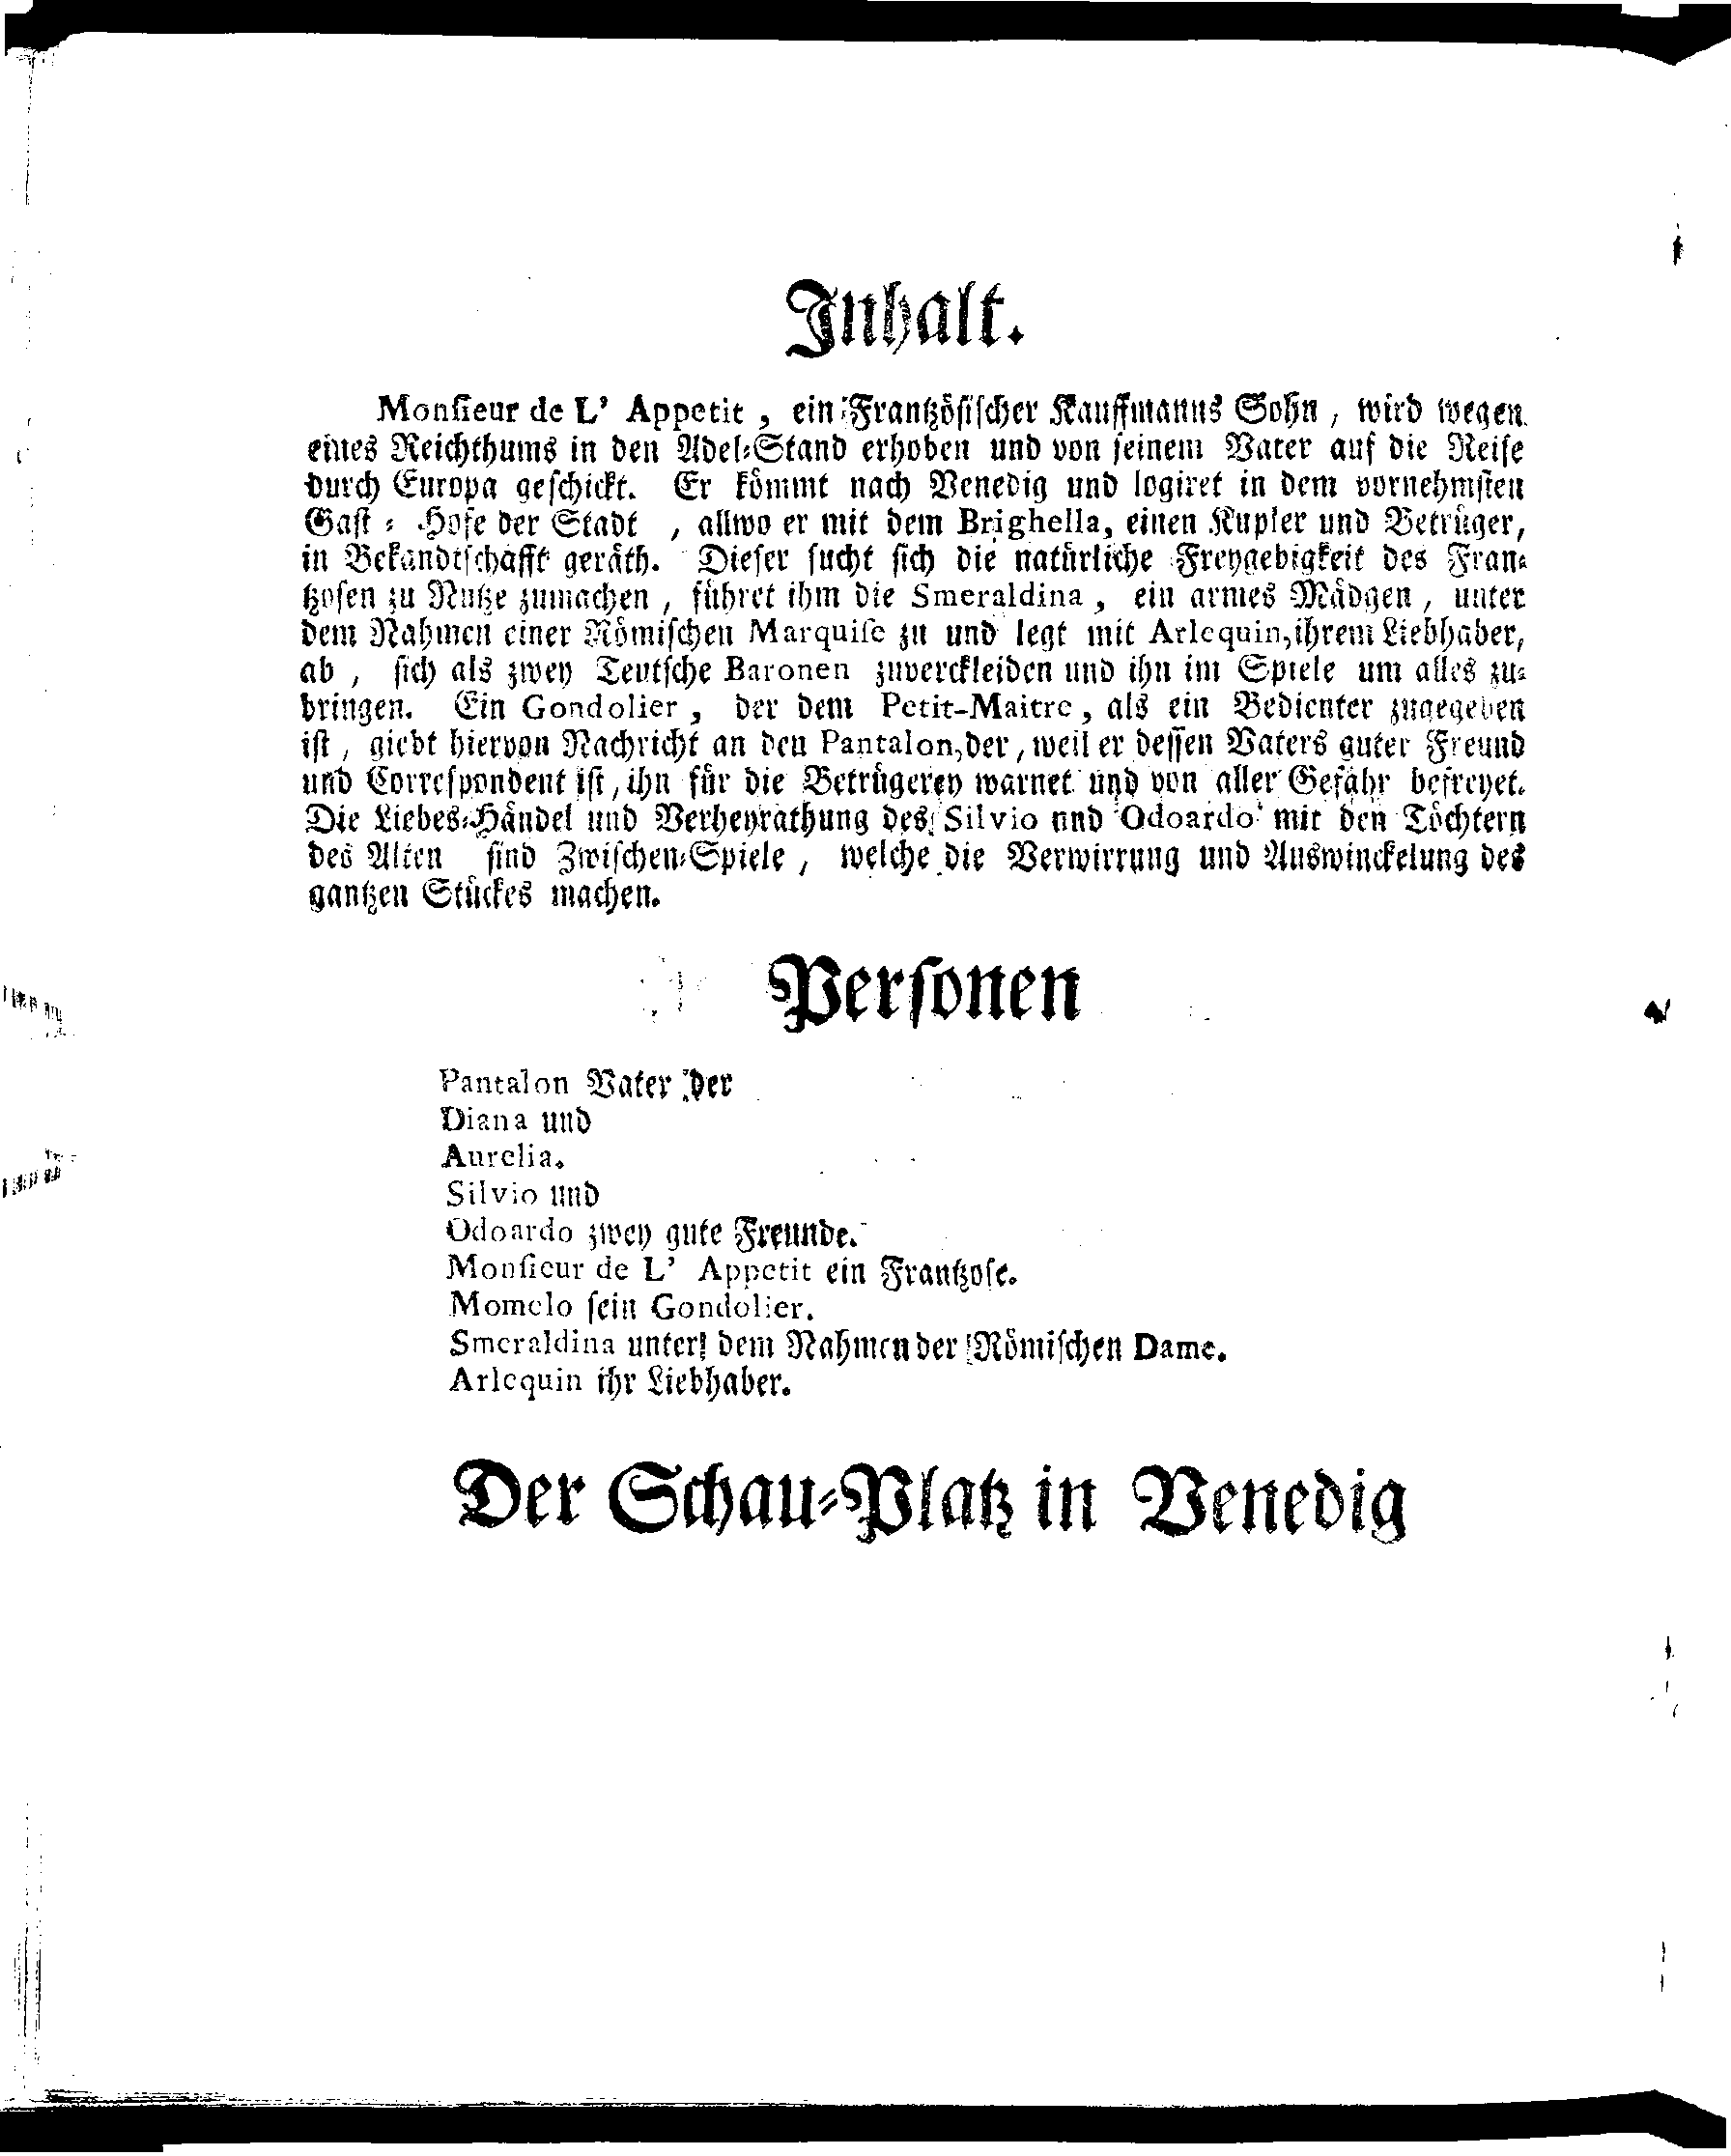 Inhalt.
Monſieur de L' Appetit, ein Frantzöſiſcher Kauffmanns Sohn, wird wegen
eines Reichthums in den Adel-Stand erhoben und von ſeinem Vater auf die Reiſe
durch Europa geſchickt. Er kömmt nach Venedig und logiret in dem vornehmſten
Gaſt-Hofe der Stadt, allwo er mit dem Brighella, einen Kupler und Betrüger,
in Bekandtſchafft geräth. Dieſer ſucht ſich die natürliche Freygebigkeit des Fran-
tzoſen zu Nutze zumachen, führet ihm die Smeraldina, ein armes Mädgen, unter
dem Nahmen einer Römiſchen Marquiſe zu und legt mit Arlequin, ihrem Liebhaber,
ab, ſich als zwey Teutſche Baronen zuverckleiden und ihn im Spiele um alles zu-
bringen. Ein Gondolier, der dem Petit-Maitre, als ein Bedienter zugegeben
iſt, giebt hiervon Nachricht an den Pantalon, der, weil er deſſen Vaters guter Freund
und Correſpondent iſt, ihn für die Betrügerey warnet und von aller Gefahr befreyet.
Die Liebes-Händel und Verheyrathung des Silvio und Odoardo mit den Töchtern
des Alten ſind Zwiſchen-Spiele, welche die Verwirrung und Auswinckelung des
gantzen Stückes machen.
Perſonen
Pantalon Vater der
Diana und
Aurelia.
Silvio und
Odoardo zwey gute Freunde.
Monſieur de L' Appetit ein Frantzoſe.
Momolo ſein Gondolier.
Smeraldina unter dem Nahmen der Römiſchen Dame.
Arlequin ihr Liebhaber.
Der Schau-Platz in Venedig